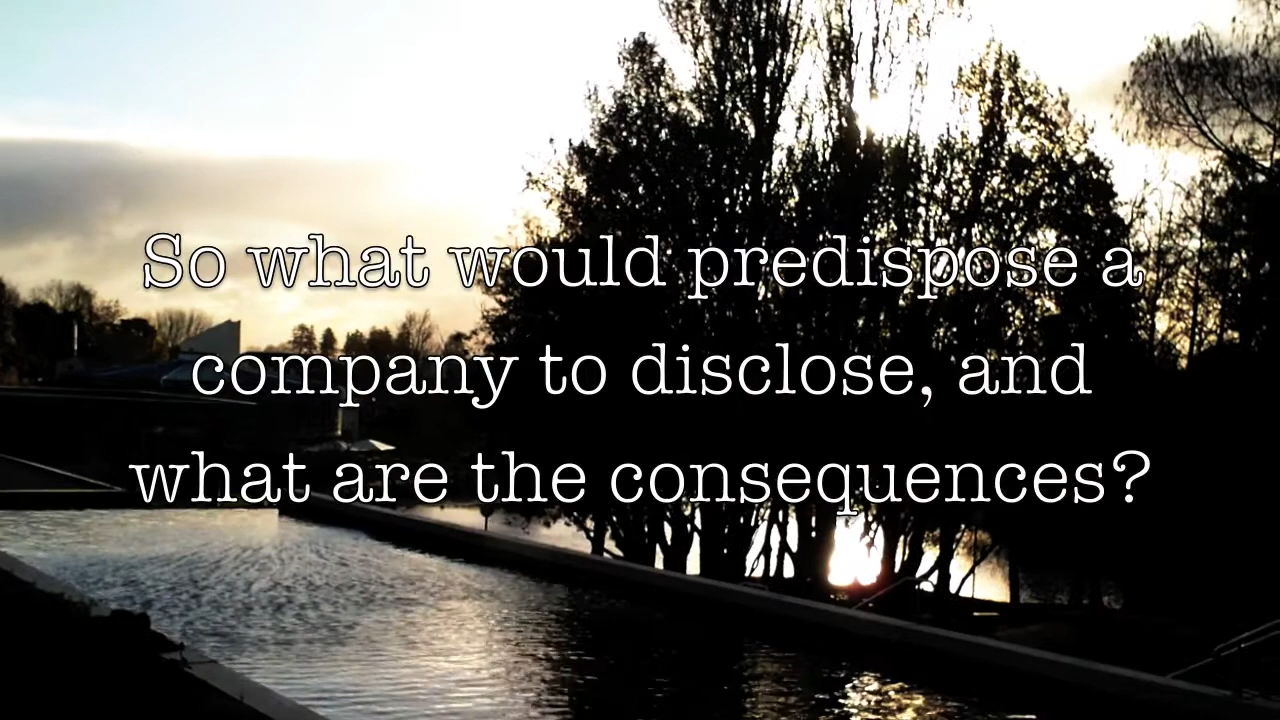 So what would predispose a
company to disclose, and
what are the consequences?